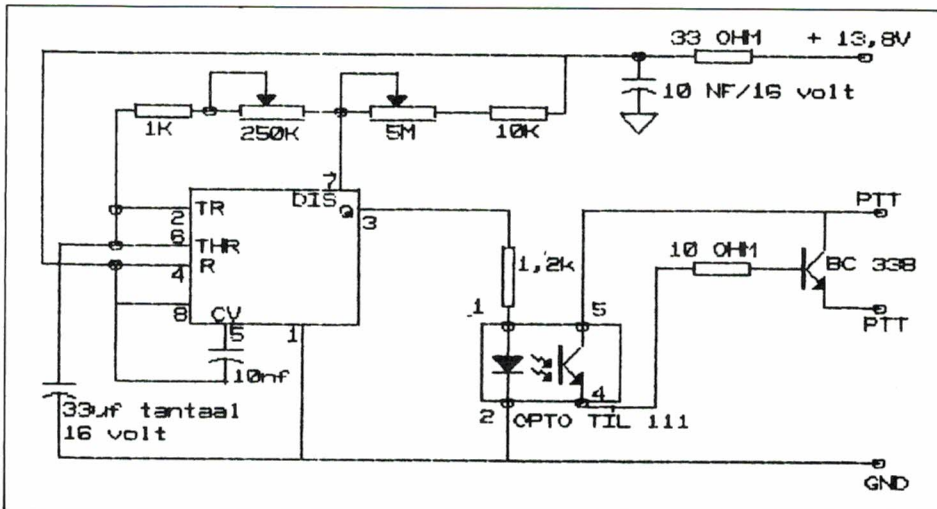 33 OHM + 13,8V
10 NF/16 volt
1K 250K 5M 10K
7
DIS
Q 3
2 TR
6 THR
4 R
8 CV
5 1
10nf
33uf tantaal
16 volt
1,2k
1 5
2 4
OPTO TIL 111
10 OHM
PTT
BC 338
PTT
GND